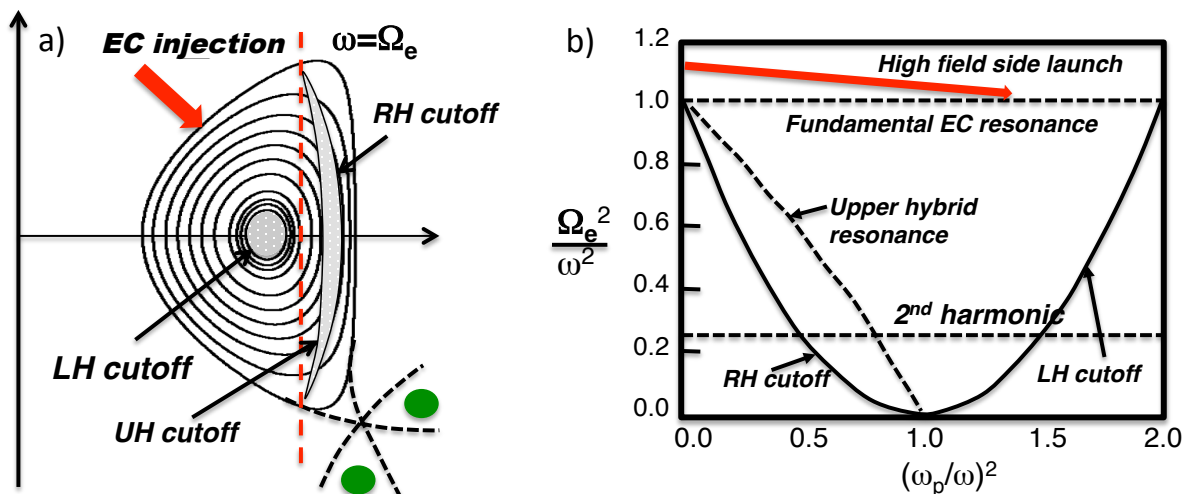 a)
EC injection
ω=Ωe
RH cutoff
LH cutoff
UH cutoff
b)
1.2
1.0
0.8
0.6
0.4
0.2
0.0
Ωe²
ω²
High field side launch
Fundamental EC resonance
Upper hybrid
resonance
2nd harmonic
RH cutoff
LH cutoff
0.0 0.5 1.0 1.5 2.0
(ωp/ω)²